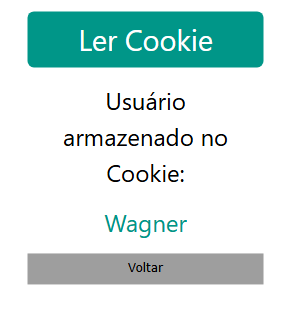 Ler Cookie
Usuário
armazenado no
Cookie:
Wagner
Voltar